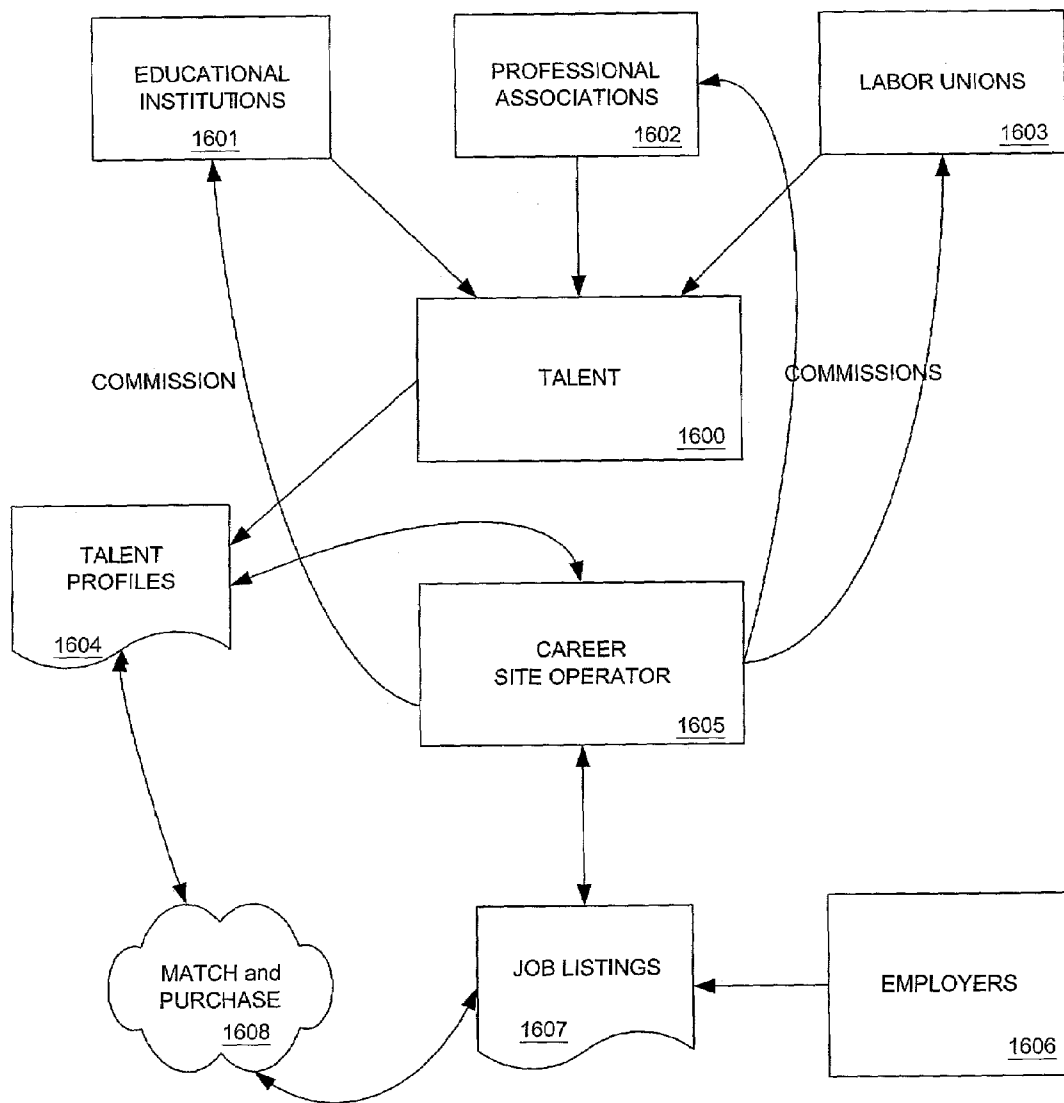 EDUCATIONAL
INSTITUTIONS
1601
PROFESSIONAL
ASSOCIATIONS
1602
LABOR UNIONS
1603
COMMISSION
TALENT
1600
COMMISSIONS
TALENT
PROFILES
1604
CAREER
SITE OPERATOR
1605
MATCH and
PURCHASE
1608
JOB LISTINGS
1607
EMPLOYERS
1606